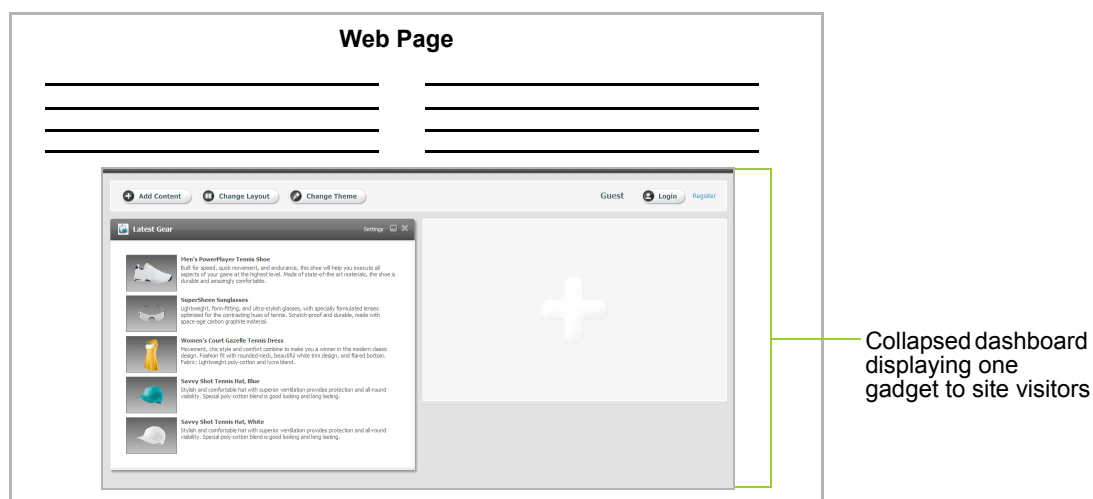 Web Page
Add Content Change Layout Change Theme Guest Login Register
Latest Gear Settings
Men's PowerPlayer Tennis Shoe
Built for speed, quick movement, and endurance, this shoe will help you execute all
aspects of your game at the highest level. Made of state-of-the art materials, the shoe is
durable and amazingly comfortable.
SuperSheen Sunglasses
Lightweight, form-fitting, and ultra-stylish glasses, with specially formulated lenses
optimized for the contrasting hues of tennis. Scratch-proof and durable, made with
space-age carbon graphite material.
Women's Court Gazelle Tennis Dress
Movement, chic style and comfort combine to make you a winner in this modern classic
design. Fashion fit with rounded-neck, beautiful white trim design, and flared bottom.
Fabric: Lightweight poly-cotton and lycra blend.
Savvy Shot Tennis Hat, Blue
Stylish and comfortable hat with superior ventilation provides protection and all-round
visibility. Special poly-cotton blend is good looking and long lasting.
Savvy Shot Tennis Hat, White
Stylish and comfortable hat with superior ventilation provides protection and all-round
visibility. Special poly-cotton blend is good looking and long lasting.
Collapsed dashboard
displaying one
gadget to site visitors